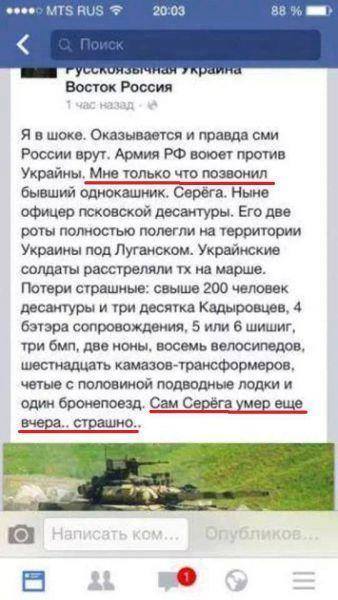 MTS RUS 20:03 88 %
Поиск
Русскоязычная Украина
Восток Россия
1 час назад
Я в шоке. Оказывается и правда сми
России врут. Армия РФ воюет против
Украйны. Мне только что позвонил
бывший однокашник. Серёга. Ныне
офицер псковской десантуры. Его две
роты полностью полегли на территории
Украины под Луганском. Укрaинские
солдаты расстреляли тх на марше.
Потери страшные: свыше 200 человек
десантуры и три десятка Кадыровцев, 4
бэтэра сопровождения, 5 или 6 шишиг,
три бмп, две ноны, восемь велосипедов,
шестнадцать камазов-трансформеров,
четые с половиной подводные лодки и
один бронепоезд. Сам Серёга умер еще
вчера.. страшно..
Написать ком... Опубликов...
1